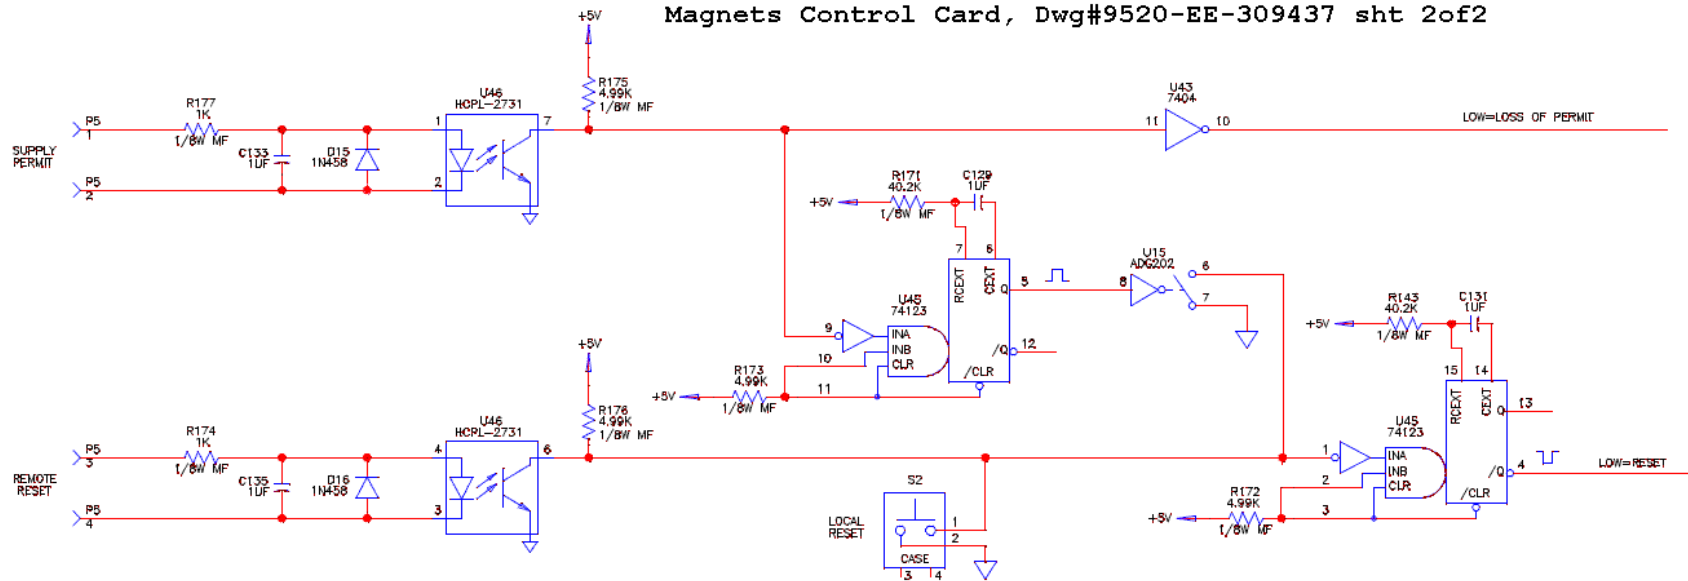 Magnets Control Card, Dwg#9520-EE-309437 sht 2of2
+5V
R175
4.99K
1/8W MF
U46
HCPL-2731
R177
1K
1/8W MF
P5
1
SUPPLY
PERMIT
P5
2
C133
1UF
D15
1N458
1
2
7
U43
7404
11
10
LOW=LOSS OF PERMIT
R171
40.2K
1/8W MF
C129
1UF
+5V
7
6
RCEXT
CEXT
Q
5
U45
74123
9
INA
INB
CLR
10
11
/Q
12
/CLR
R173
4.99K
1/8W MF
+5V
U15
ADG202
8
6
7
R143
40.2K
1/8W MF
C131
1UF
+5V
15
14
RCEXT
CEXT
Q
13
U45
74123
1
INA
INB
CLR
2
3
/Q
4
/CLR
LOW=RESET
R172
4.99K
1/8W MF
+5V
+5V
R176
4.99K
1/8W MF
U46
HCPL-2731
R174
1K
1/8W MF
P5
3
REMOTE
RESET
P5
4
C135
1UF
D16
1N458
4
3
6
S2
LOCAL
RESET
1
2
CASE
3
4